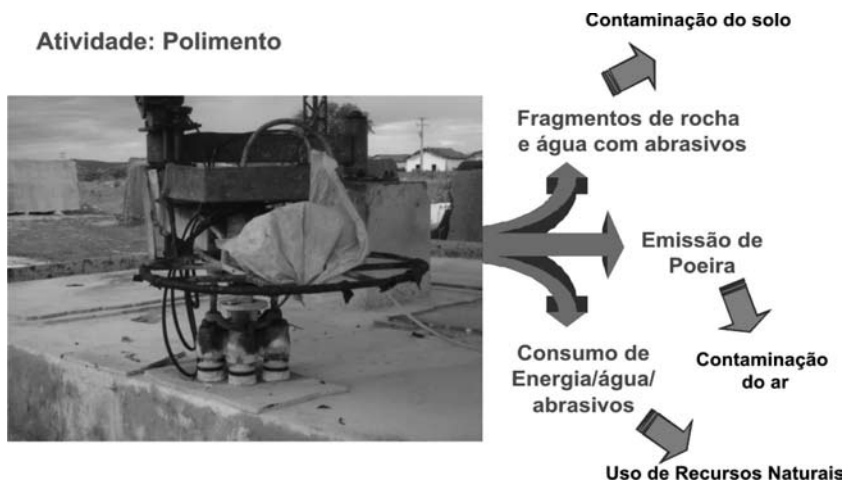 Atividade: Polimento
Contaminação do solo
Fragmentos de rocha
e água com abrasivos
Emissão de
Poeira
Contaminação
do ar
Consumo de
Energia/água/
abrasivos
Uso de Recursos Naturais